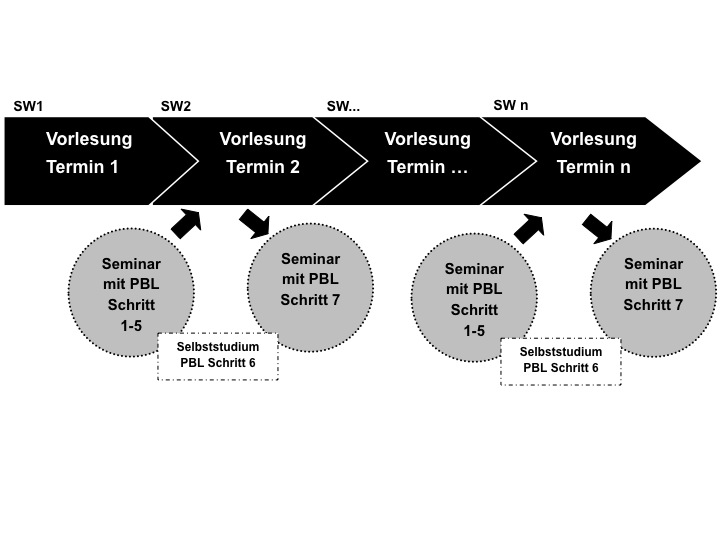 SW1
SW2
SW...
SW n
Vorlesung
Termin 1
Vorlesung
Termin 2
Vorlesung
Termin …
Vorlesung
Termin n
Seminar
mit PBL
Schritt
1-5
Selbststudium
PBL Schritt 6
Seminar
mit PBL
Schritt 7
Seminar
mit PBL
Schritt
1-5
Selbststudium
PBL Schritt 6
Seminar
mit PBL
Schritt 7